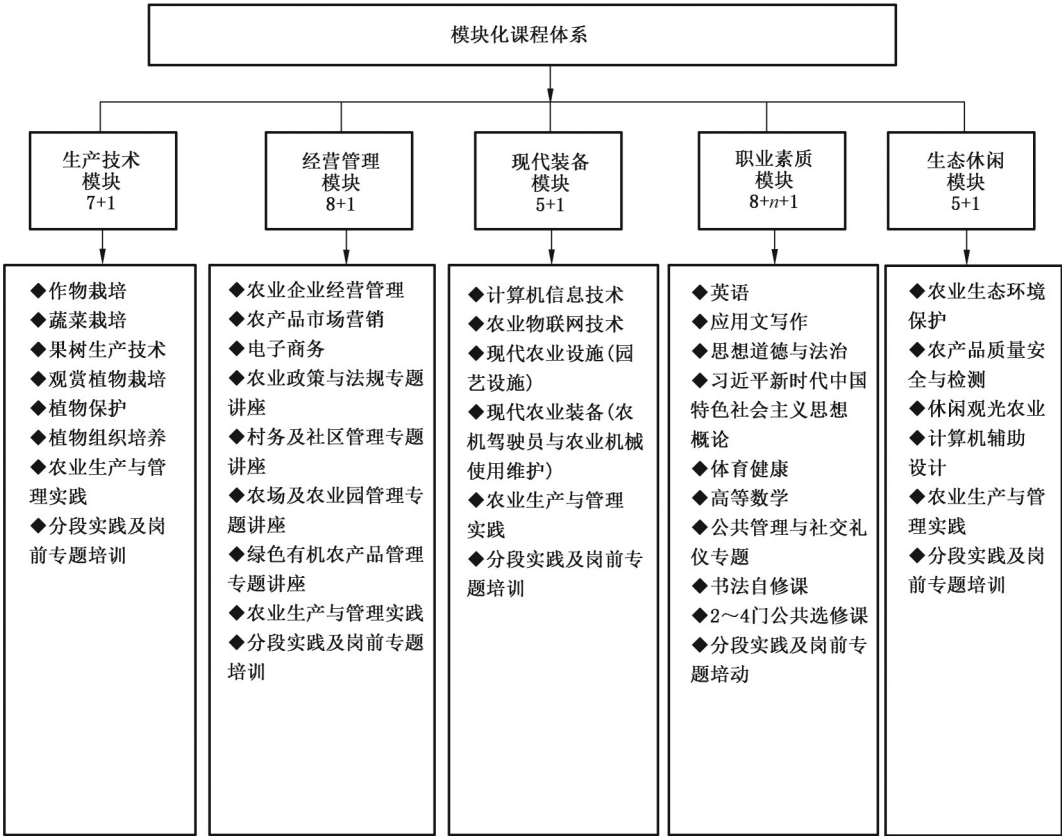 模块化课程体系
生产技术
模块
7+1
经营管理
模块
8+1
现代装备
模块
5+1
职业素质
模块
8+n+1
生态休闲
模块
5+1
◆作物栽培
◆蔬菜栽培
◆果树生产技术
◆观赏植物栽培
◆植物保护
◆植物组织培养
◆农业生产与管
理实践
◆分段实践及岗
前专题培训
◆农业企业经营管理
◆农产品市场营销
◆电子商务
◆农业政策与法规专题
讲座
◆村务及社区管理专题
讲座
◆农场及农业园管理专
题讲座
◆绿色有机农产品管理
专题讲座
◆农业生产与管理实践
◆分段实践及岗前专题
培训
◆计算机信息技术
◆农业物联网技术
◆现代农业设施(园
艺设施)
◆现代农业装备(农
机驾驶员与农业机械
使用维护)
◆农业生产与管理
实践
◆分段实践及岗前专
题培训
◆英语
◆应用文写作
◆思想道德与法治
◆习近平新时代中国
特色社会主义思想
概论
◆体育健康
◆高等数学
◆公共管理与社交礼
仪专题
◆书法自修课
◆2～4门公共选修课
◆分段实践及岗前专
题培动
◆农业生态环境
保护
◆农产品质量安
全与检测
◆休闲观光农业
◆计算机辅助
设计
◆农业生产与管
理实践
◆分段实践及岗
前专题培训